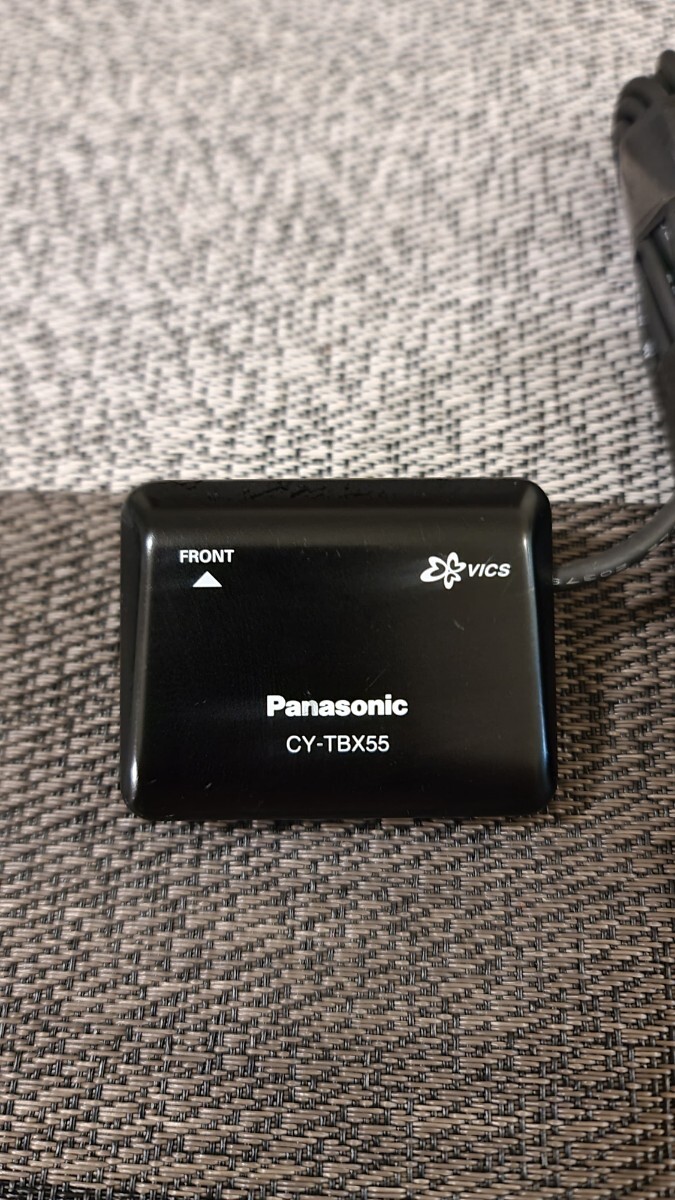 FRONT
VICS
Panasonic
CY-TBX55